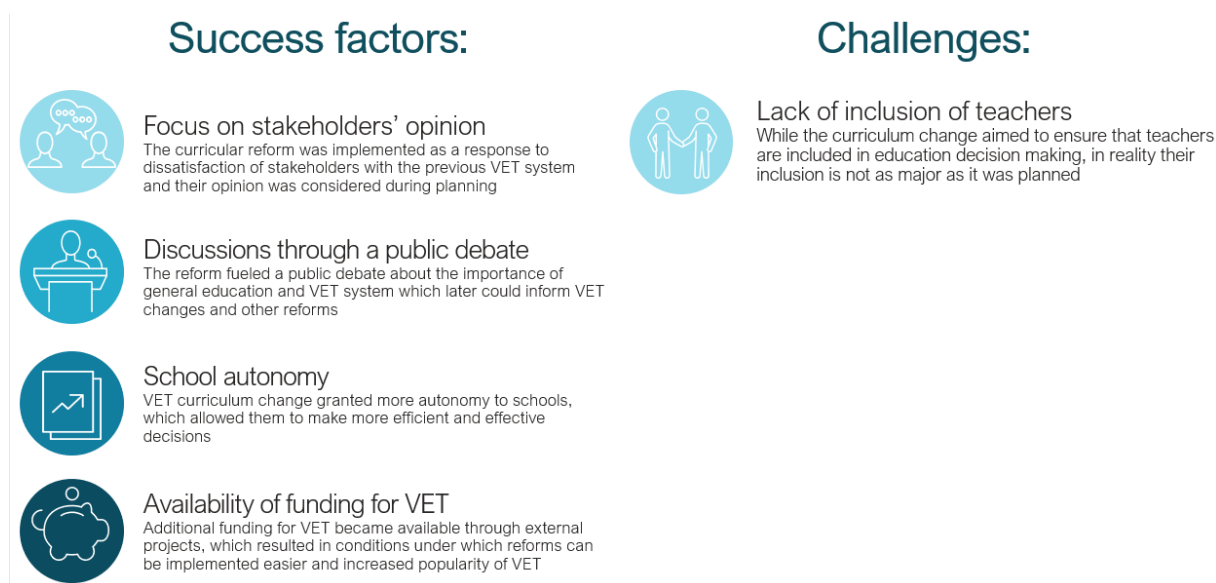 Success factors:
Focus on stakeholders’ opinion
The curricular reform was implemented as a response to
dissatisfaction of stakeholders with the previous VET system
and their opinion was considered during planning
Discussions through a public debate
The reform fueled a public debate about the importance of
general education and VET system which later could inform VET
changes and other reforms
School autonomy
VET curriculum change granted more autonomy to schools,
which allowed them to make more efficient and effective
decisions
Availability of funding for VET
Additional funding for VET became available through external
projects, which resulted in conditions under which reforms can
be implemented easier and increased popularity of VET
Challenges:
Lack of inclusion of teachers
While the curriculum change aimed to ensure that teachers
are included in education decision making, in reality their
inclusion is not as major as it was planned